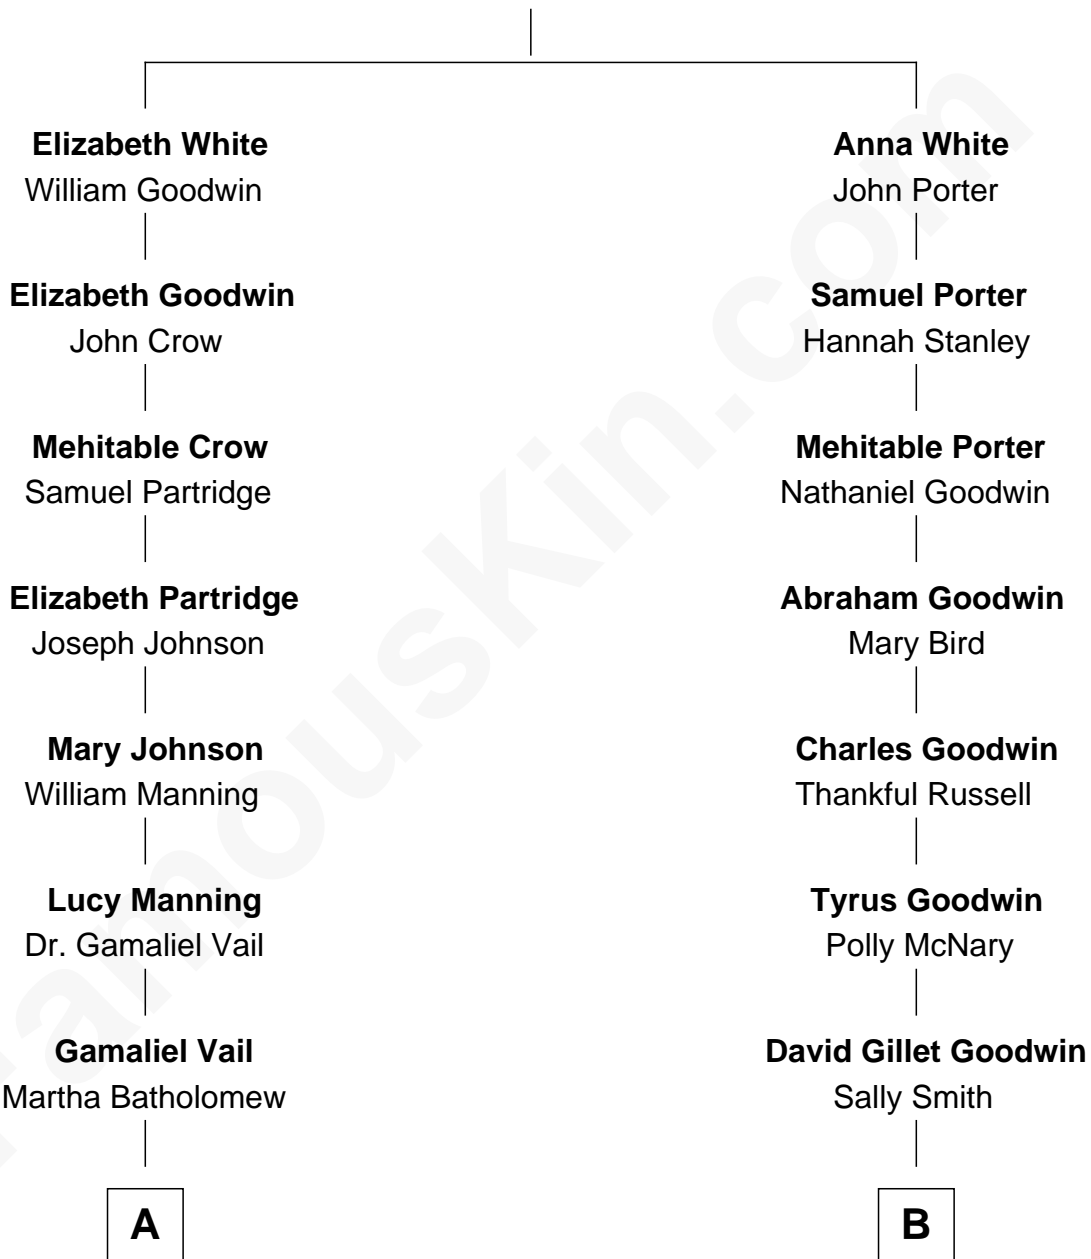 Elizabeth White
William Goodwin
Elizabeth Goodwin
John Crow
Mehitable Crow
Samuel Partridge
Elizabeth Partridge
Joseph Johnson
Mary Johnson
William Manning
Lucy Manning
Dr. Gamaliel Vail
Gamaliel Vail
Martha Batholomew
A
Anna White
John Porter
Samuel Porter
Hannah Stanley
Mehitable Porter
Nathaniel Goodwin
Abraham Goodwin
Mary Bird
Charles Goodwin
Thankful Russell
Tyrus Goodwin
Polly McNary
David Gillet Goodwin
Sally Smith
B
FamousKin.com